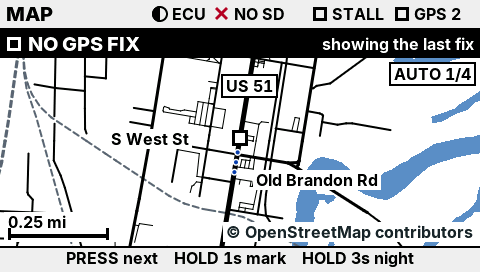 MAP ECU NO SD STALL GPS 2
NO GPS FIX showing the last fix
AUTO 1/4
US 51
S West St
Old Brandon Rd
0.25 mi
© OpenStreetMap contributors
PRESS next HOLD 1s mark HOLD 3s night